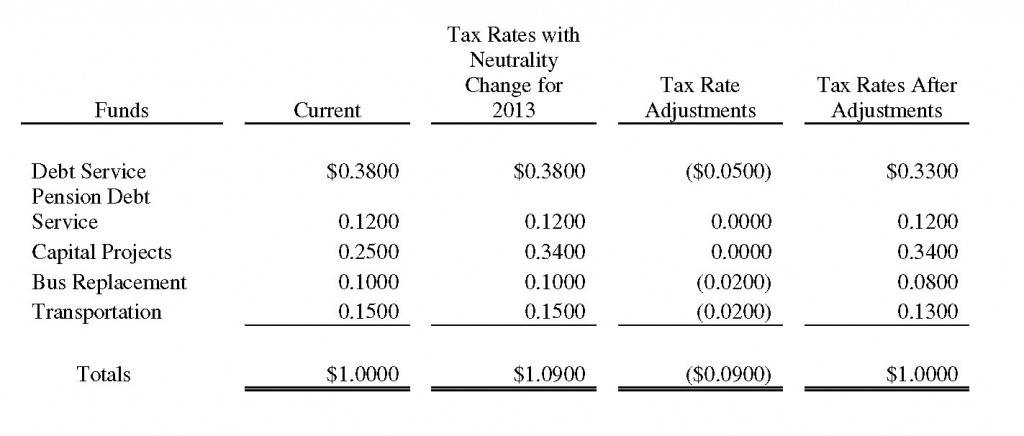 Tax Rates with
Neutrality
Change for
2013
Tax Rate
Adjustments
Tax Rates After
Adjustments
Funds
Current
Debt Service $0.3800 $0.3800 ($0.0500) $0.3300
Pension Debt
Service 0.1200 0.1200 0.0000 0.1200
Capital Projects 0.2500 0.3400 0.0000 0.3400
Bus Replacement 0.1000 0.1000 (0.0200) 0.0800
Transportation 0.1500 0.1500 (0.0200) 0.1300
Totals $1.0000 $1.0900 ($0.0900) $1.0000